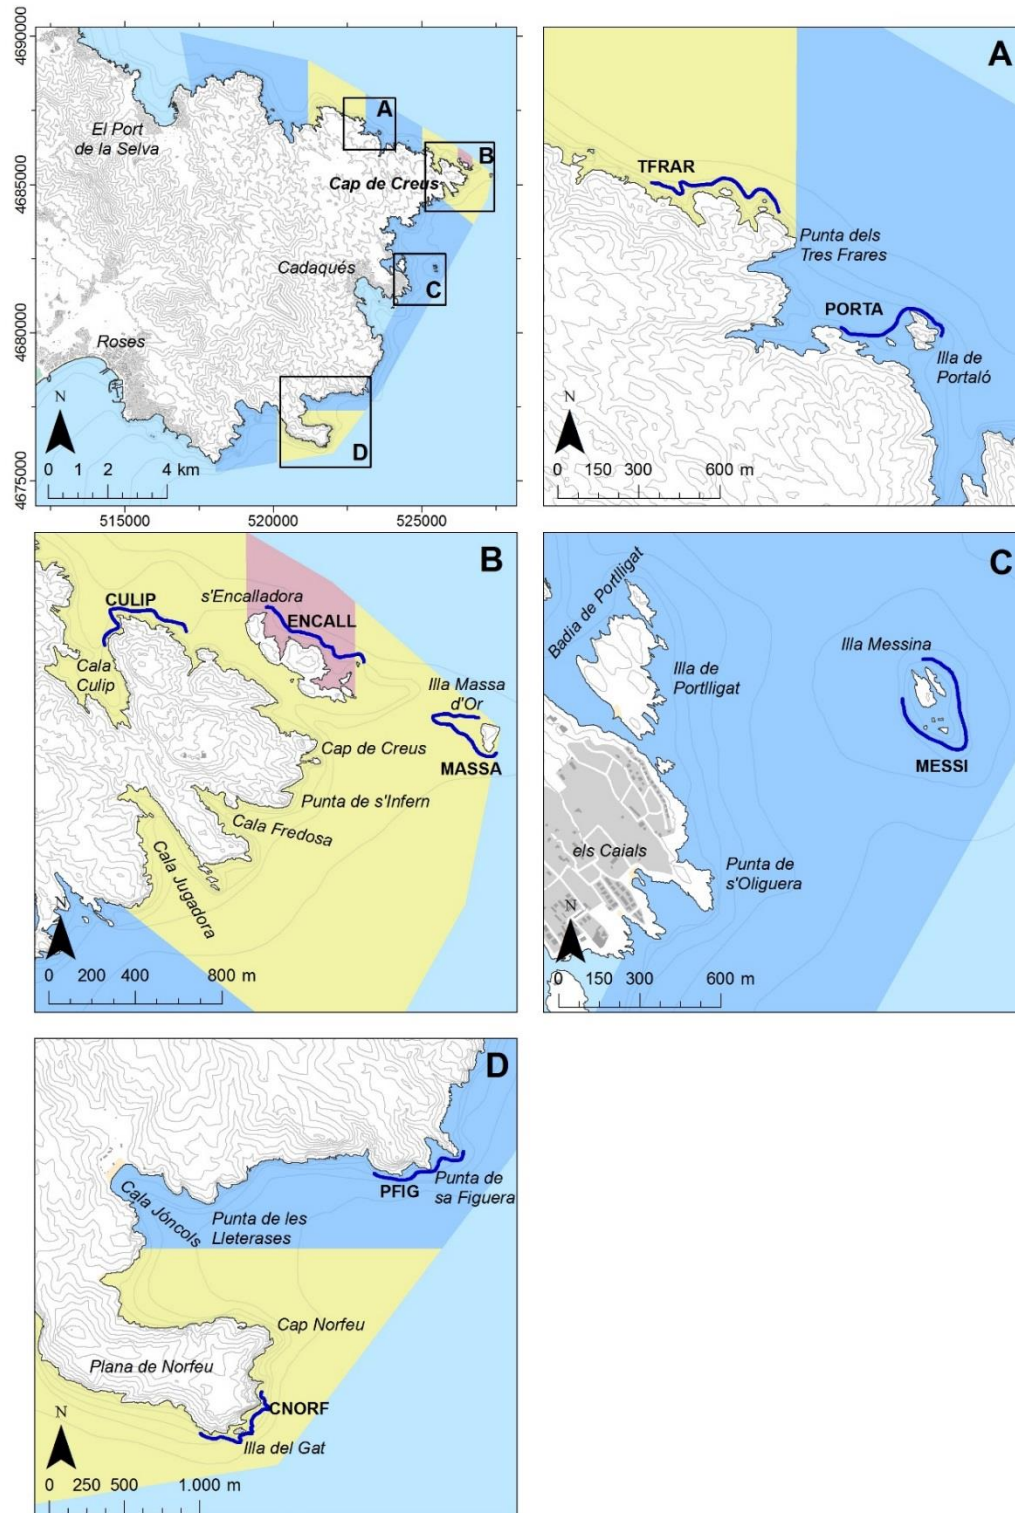 4690000
4685000
4680000
4675000
515000
520000
525000
El Port
de la Selva
A
B
Cap de Creus
Cadaqués
C
Roses
D
N
0 1 2 4 km
A
TFRAR
Punta dels
Tres Frares
PORTA
Illa de
Portaló
N
0 150 300 600 m
B
CULIP
s'Encalladora
ENCALL
Cala
Culip
Illa Massa
d'Or
Cap de Creus
MASSA
Punta de s'Infern
Cala Fredosa
Cala Jugadora
N
0 200 400 800 m
C
Badia de Portlligat
Illa Messina
Illa de
Portlligat
MESSI
els Caials
Punta de
s'Oliguera
N
0 150 300 600 m
D
PFIG
Punta de
sa Figuera
Cala Jóncols
Punta de les
Lleterases
Cap Norfeu
Plana de Norfeu
CNORF
Illa del Gat
N
0 250 500 1.000 m